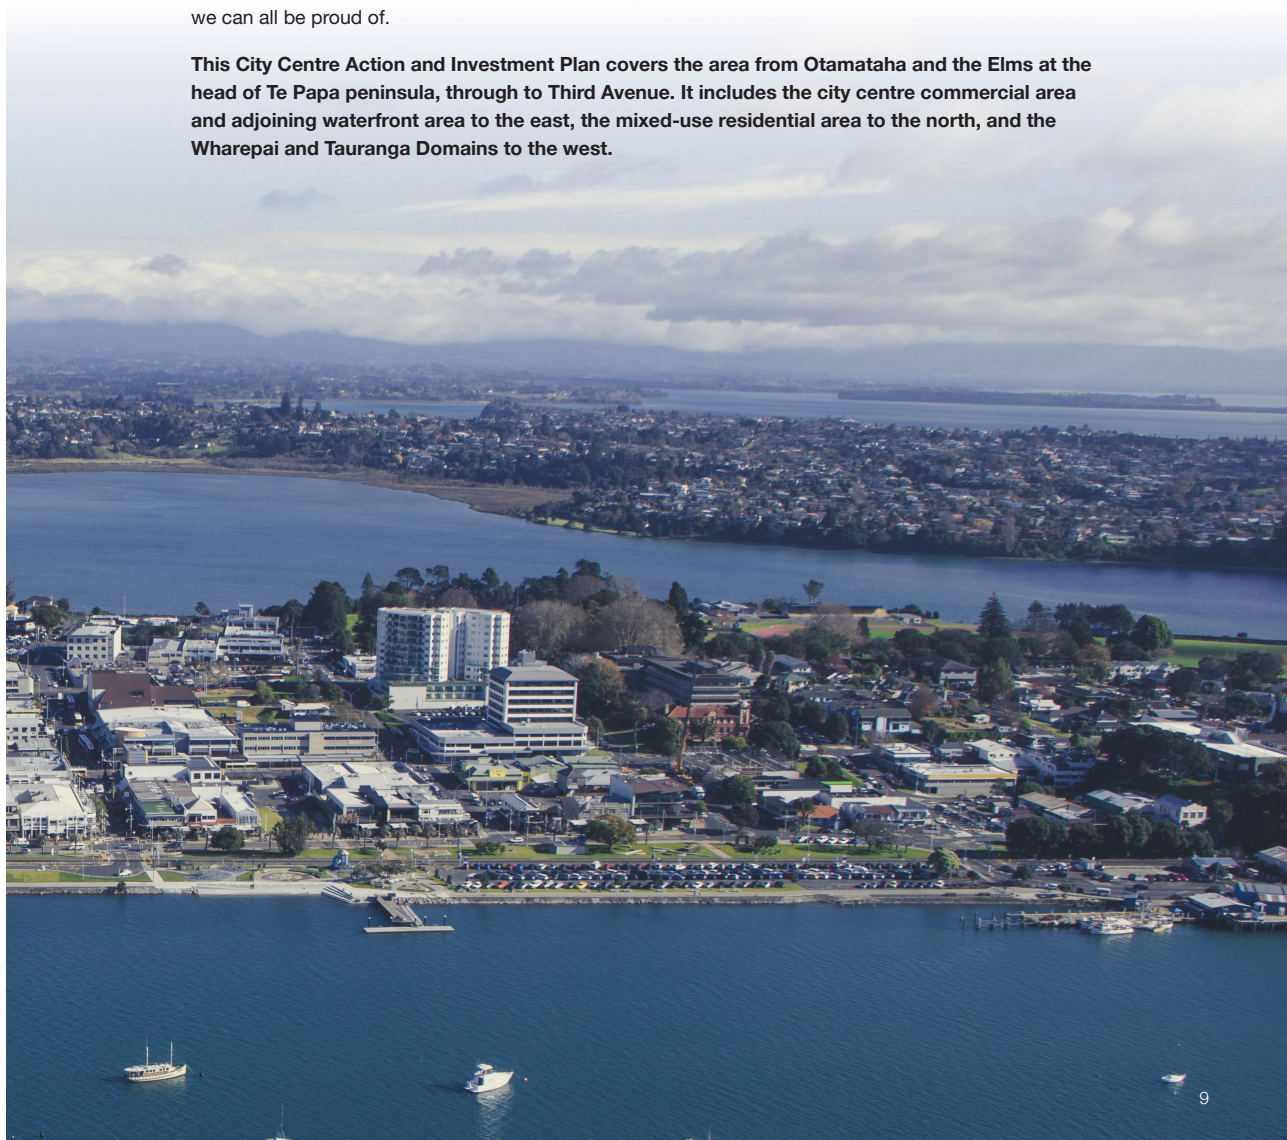 we can all be proud of.
This City Centre Action and Investment Plan covers the area from Otamataha and the Elms at the
head of Te Papa peninsula, through to Third Avenue. It includes the city centre commercial area
and adjoining waterfront area to the east, the mixed-use residential area to the north, and the
Wharepai and Tauranga Domains to the west.
9